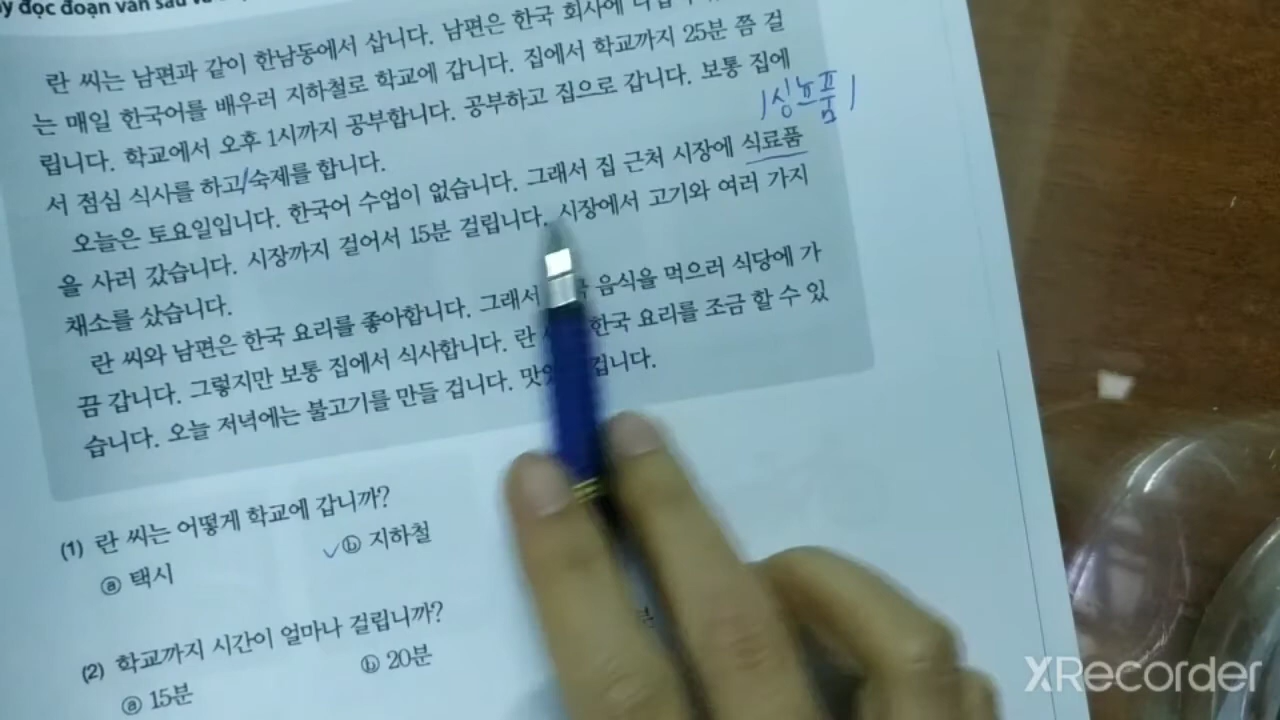 đọc đoạn văn sau
란 씨는 남편과 같이 한남동에서 삽니다. 남편은 한국 회사에
는 매일 한국어를 배우러 지하철로 학교에 갑니다. 집에서 학교까지 25분 쯤 걸
립니다. 학교에서 오후 1시까지 공부합니다. 공부하고 집으로 갑니다. 보통 집에
/싱뇨품/
서 점심 식사를 하고/숙제를 합니다.
오늘은 토요일입니다. 한국어 수업이 없습니다. 그래서 집 근처 시장에 식료품
을 사러 갔습니다. 시장까지 걸어서 15분 걸립니다. 시장에서 고기와 여러 가지
채소를 샀습니다.
란 씨와 남편은 한국 요리를 좋아합니다. 그래서 음식을 먹으러 식당에 가
끔 갑니다. 그렇지만 보통 집에서 식사합니다. 란 한국 요리를 조금 할 수 있
습니다. 오늘 저녁에는 불고기를 만들 겁니다. 겁니다.
(1) 란 씨는 어떻게 학교에 갑니까?
ⓐ 택시 ✓ⓑ 지하철
(2) 학교까지 시간이 얼마나 걸립니까?
ⓐ 15분 ⓑ 20분 분
XRecorder